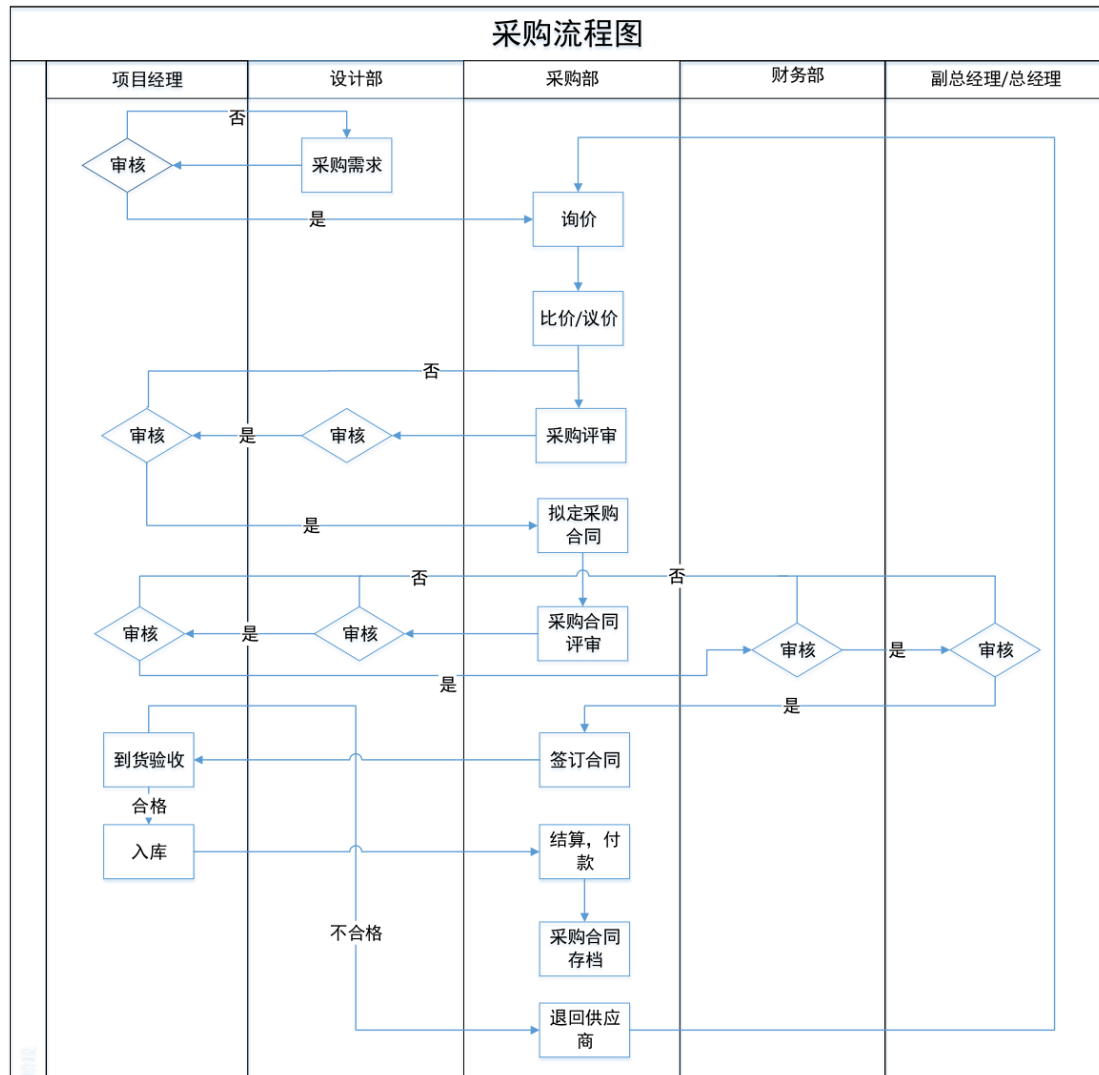 采购流程图
项目经理
设计部
采购部
财务部
副总经理/总经理
否
审核
采购需求
是
询价
比价/议价
否
审核
是
审核
采购评审
是
拟定采购
合同
否
否
审核
是
审核
采购合同
评审
审核
是
审核
是
是
到货验收
签订合同
合格
入库
结算，付
款
不合格
采购合同
存档
退回供应
商
阶段